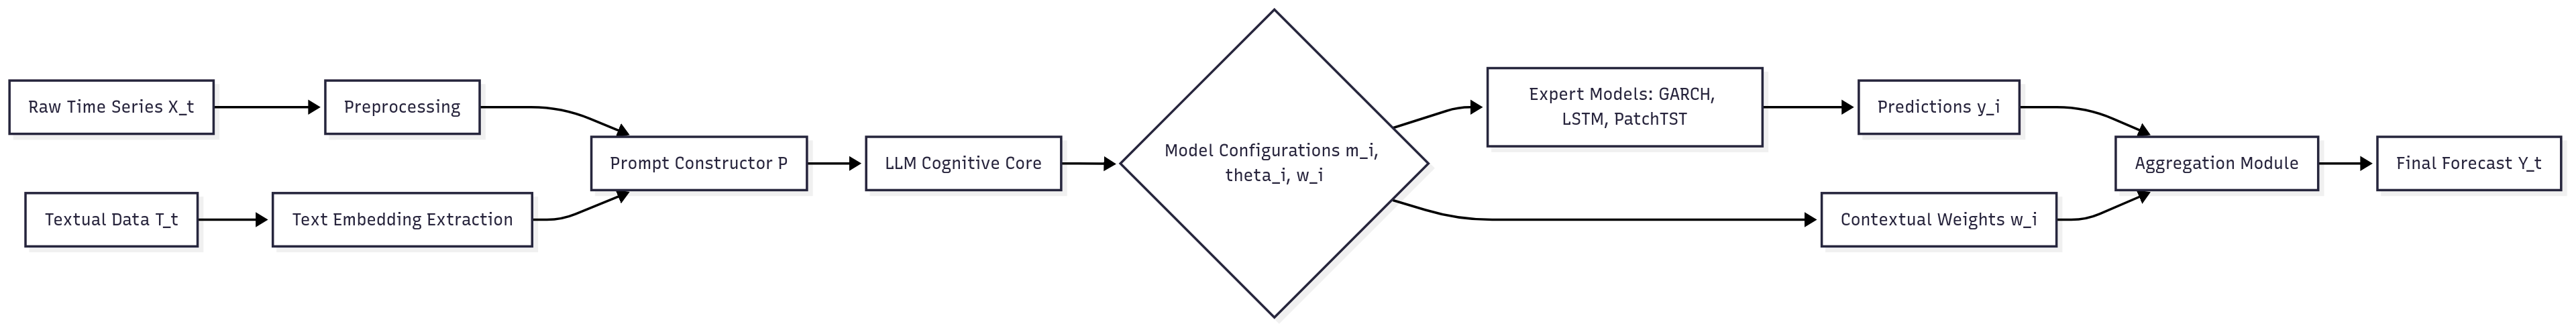 Raw Time Series X_t
Preprocessing
Textual Data T_t
Text Embedding Extraction
Prompt Constructor P
LLM Cognitive Core
Model Configurations m_i,
theta_i, w_i
Expert Models: GARCH,
LSTM, PatchTST
Predictions y_i
Contextual Weights w_i
Aggregation Module
Final Forecast Y_t